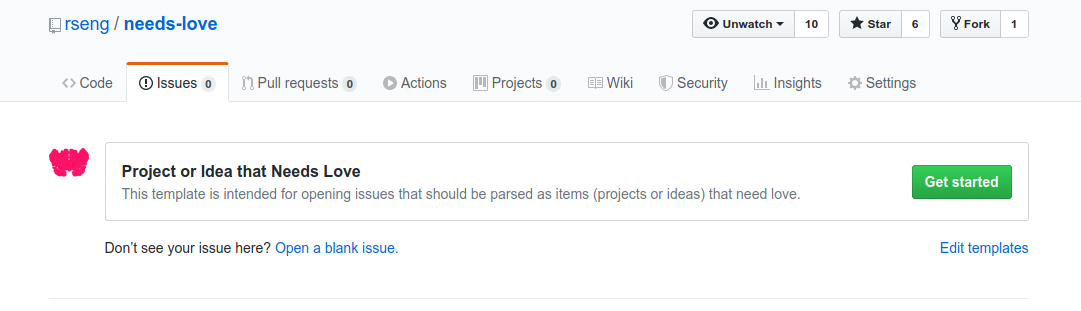 rseng / needs-love
Unwatch 10 Star 6 Fork 1
Code Issues 0 Pull requests 0 Actions Projects 0 Wiki Security Insights Settings
Project or Idea that Needs Love
This template is intended for opening issues that should be parsed as items (projects or ideas) that need love.
Get started
Don’t see your issue here? Open a blank issue. Edit templates